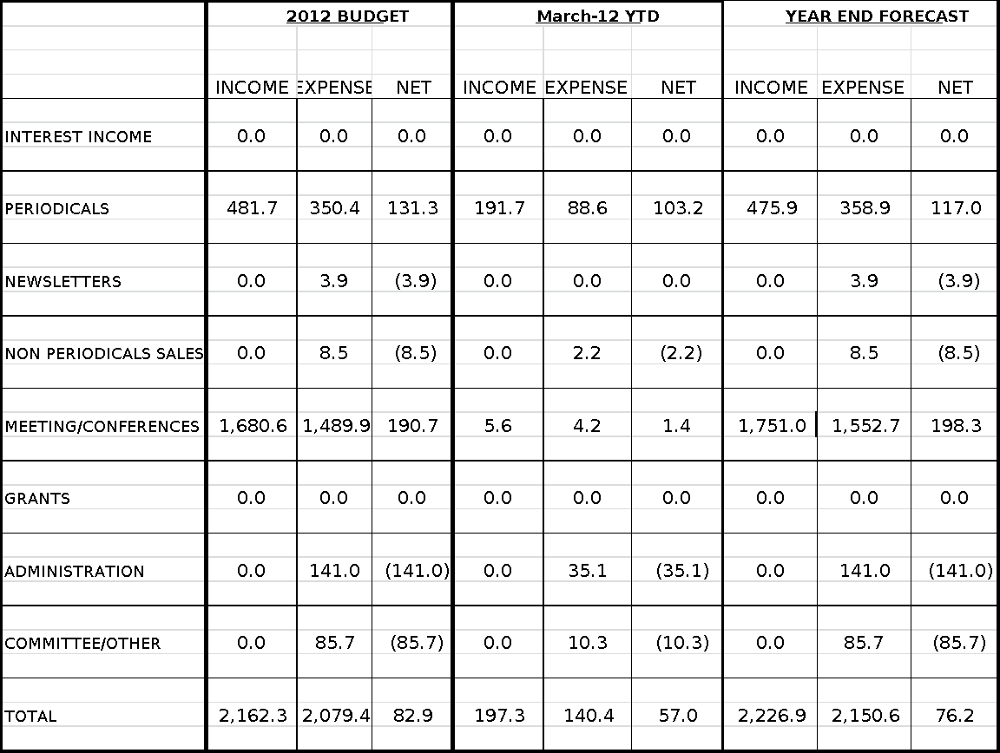 2012 BUDGET March-12 YTD YEAR END FORECAST
INCOME EXPENSE NET INCOME EXPENSE NET INCOME EXPENSE NET
INTEREST INCOME 0.0 0.0 0.0 0.0 0.0 0.0 0.0 0.0 0.0
PERIODICALS 481.7 350.4 131.3 191.7 88.6 103.2 475.9 358.9 117.0
NEWSLETTERS 0.0 3.9 (3.9) 0.0 0.0 0.0 0.0 3.9 (3.9)
NON PERIODICALS SALES 0.0 8.5 (8.5) 0.0 2.2 (2.2) 0.0 8.5 (8.5)
MEETING/CONFERENCES 1,680.6 1,489.9 190.7 5.6 4.2 1.4 1,751.0 1,552.7 198.3
GRANTS 0.0 0.0 0.0 0.0 0.0 0.0 0.0 0.0 0.0
ADMINISTRATION 0.0 141.0 (141.0) 0.0 35.1 (35.1) 0.0 141.0 (141.0)
COMMITTEE/OTHER 0.0 85.7 (85.7) 0.0 10.3 (10.3) 0.0 85.7 (85.7)
TOTAL 2,162.3 2,079.4 82.9 197.3 140.4 57.0 2,226.9 2,150.6 76.2